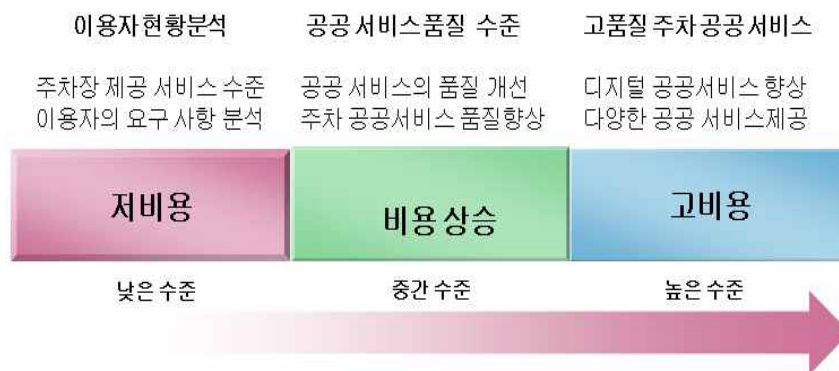 이용자현황분석
공공 서비스품질 수준
고품질 주차 공공 서비스
주차장 제공 서비스 수준
이용자의 요구 사항 분석
공공 서비스의 품질 개선
주차 공공서비스 품질향상
디지털 공공서비스 향상
다양한 공공 서비스제공
저비용
비용 상승
고비용
낮은 수준
중간 수준
높은 수준